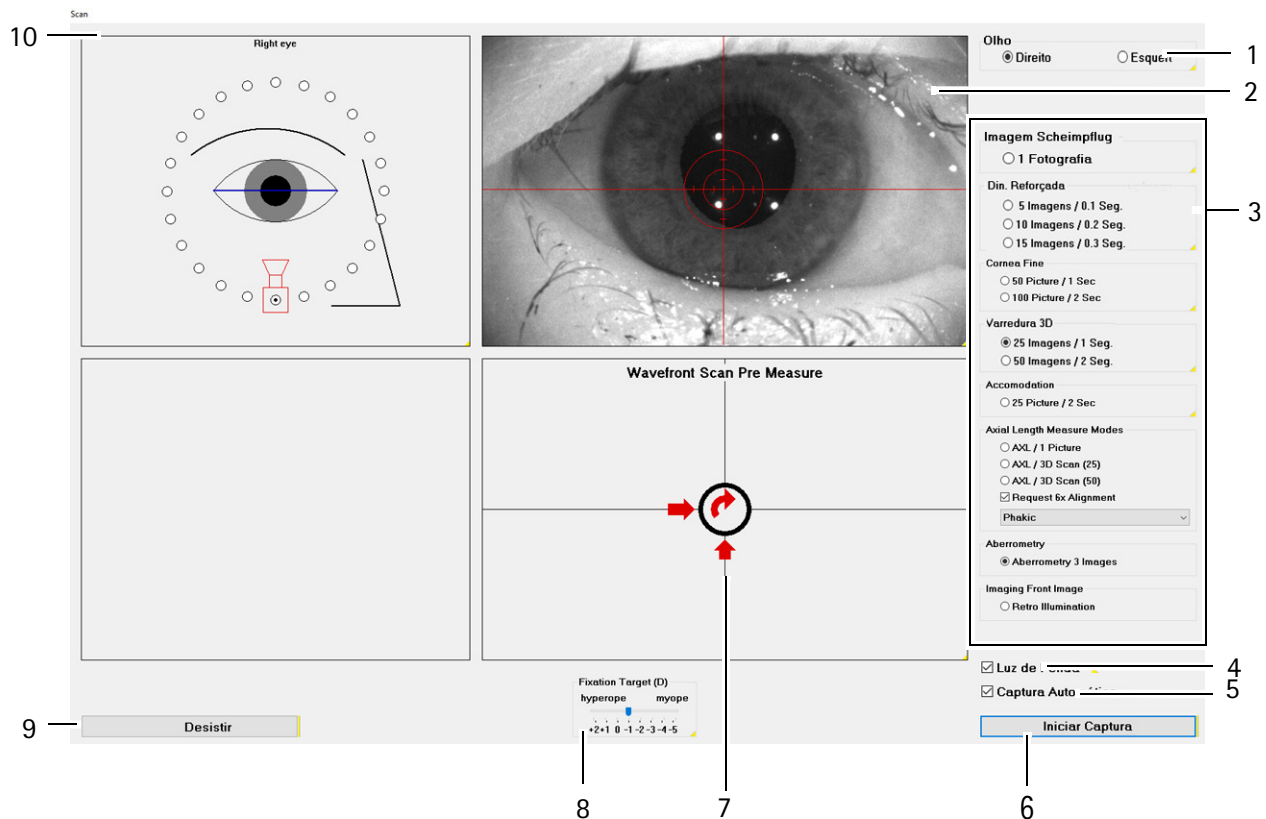 Scan
10
Right eye
Olho
Direito
1
2
Imagem Scheimpflug
1 Fotografia
Din. Reforçada
5 Imagens / 0.1 Seg.
10 Imagens / 0.2 Seg.
15 Imagens / 0.3 Seg.
3
Cornea Fine
50 Picture / 1 Sec
100 Picture / 2 Sec
Varredura 3D
25 Imagens / 1 Seg.
50 Imagens / 2 Seg.
Accomodation
25 Picture / 2 Sec
Wavefront Scan Pre Measure
Axial Length Measure Modes
AXL / 1 Picture
AXL / 3D Scan (25)
AXL / 3D Scan (50)
Request 6x Alignment
Phakic
Aberrometry
Aberrometry 3 Images
Imaging Front Image
Retro Illumination
Luz de
4
Captura
5
Fixation Target (D)
hyperope myope
+2 +1 0 -1 -2 -3 -4 -5
9
Desistir
Iniciar Captura
8
7
6